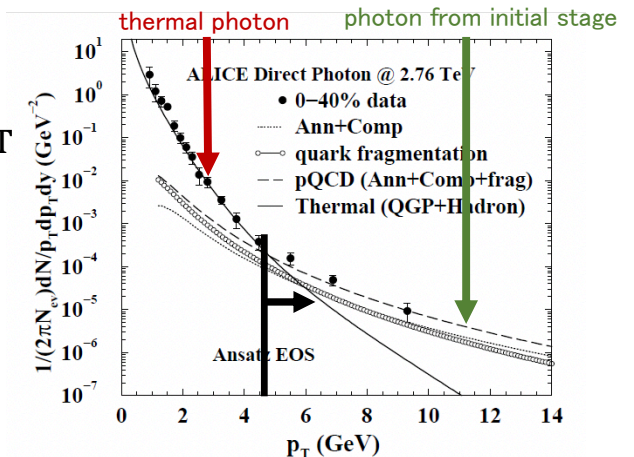 thermal photon
photon from initial stage
ALICE Direct Photon @ 2.76 TeV
0−40% data
Ann+Comp
quark fragmentation
pQCD (Ann+Comp+frag)
Thermal (QGP+Hadron)
Ansatz EOS
1/(2πN_ev)dN/p_Tdp_Tdy (GeV⁻²)
T
10¹
10⁰
10⁻¹
10⁻²
10⁻³
10⁻⁴
10⁻⁵
10⁻⁶
10⁻⁷
0 2 4 6 8 10 12 14
p_T (GeV)